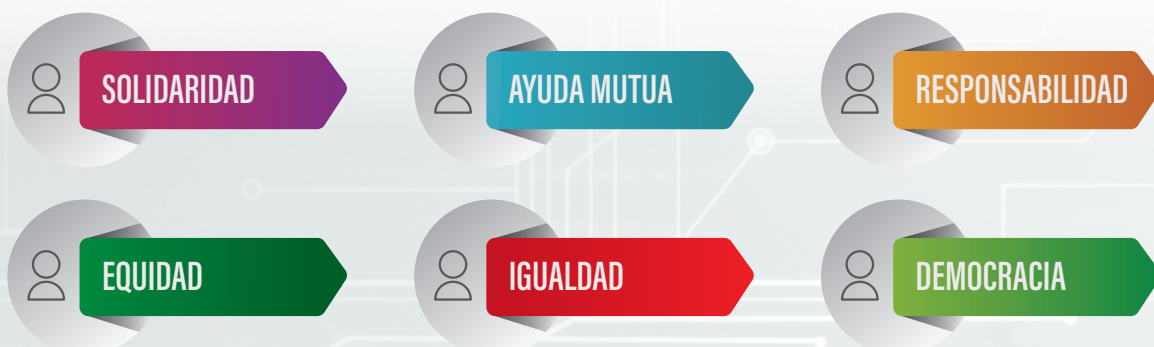 SOLIDARIDAD
AYUDA MUTUA
RESPONSABILIDAD
EQUIDAD
IGUALDAD
DEMOCRACIA